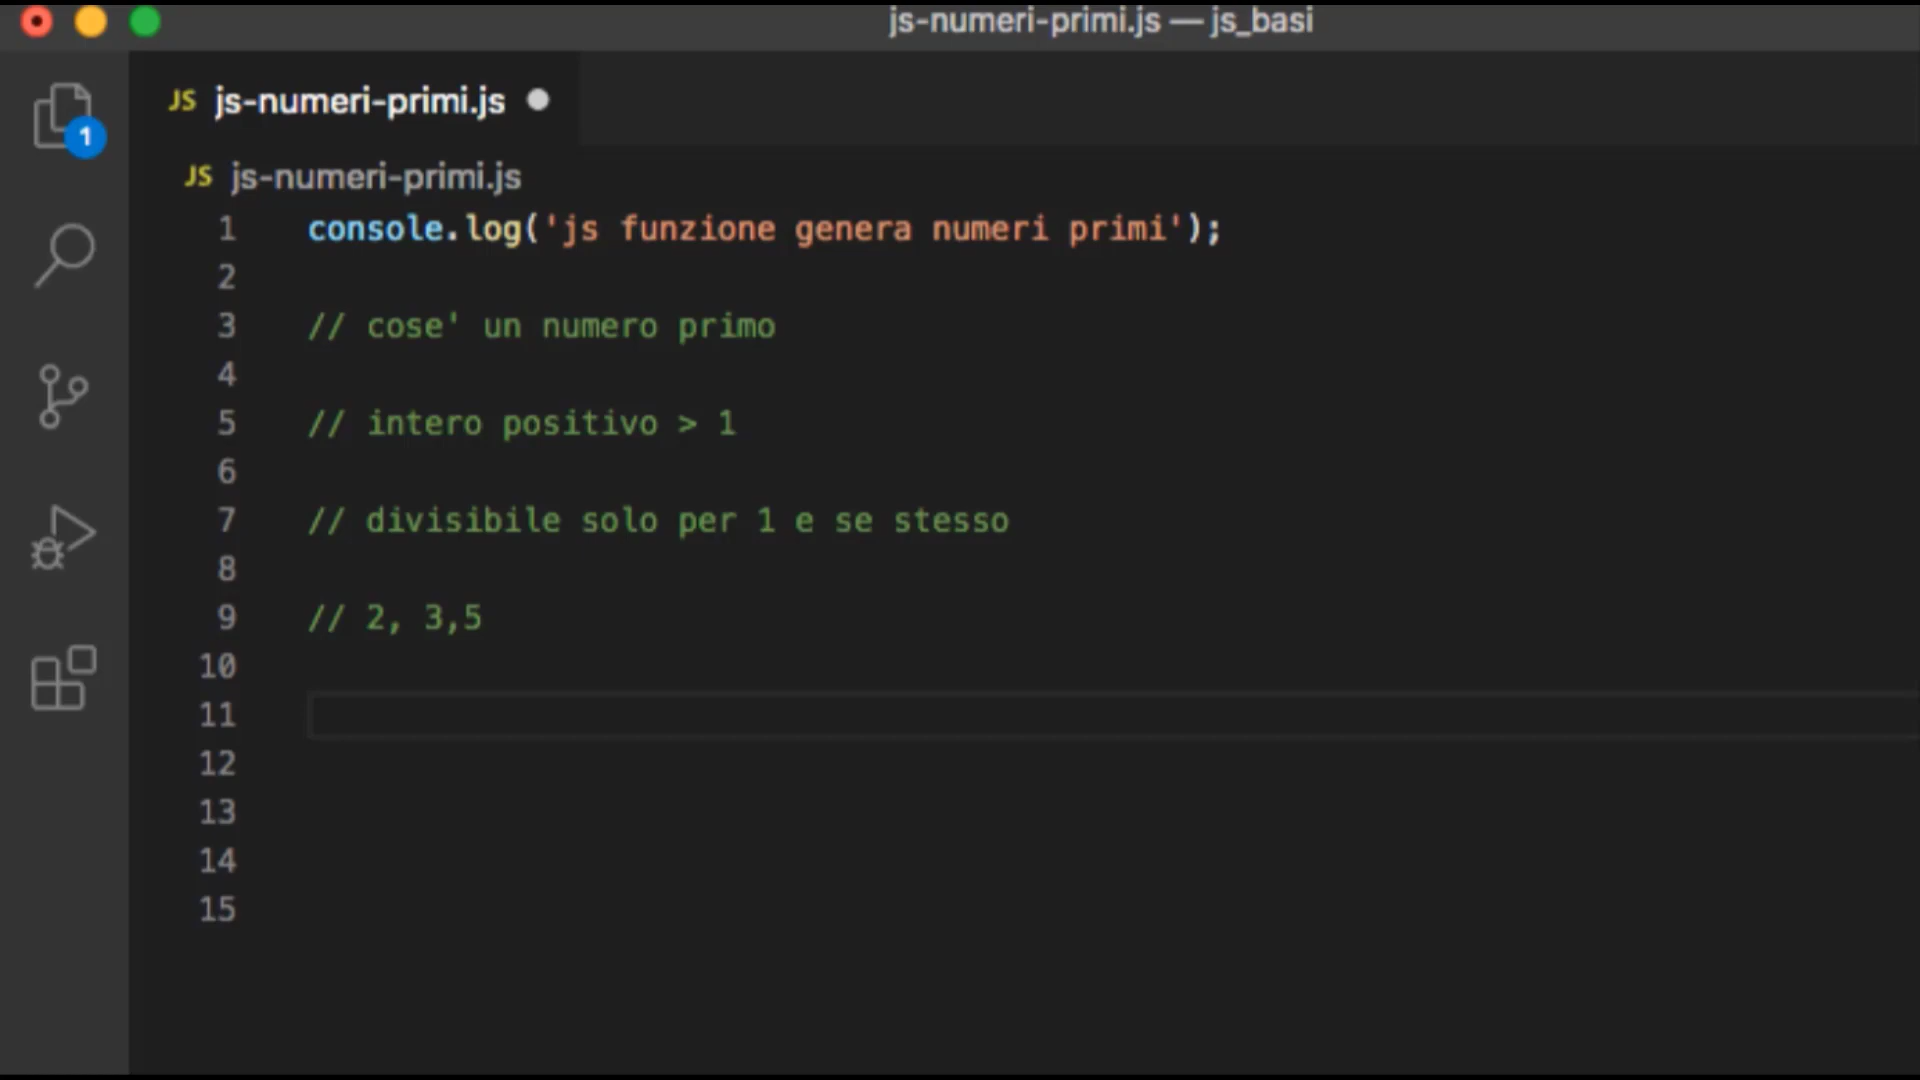 js-numeri-primi.js — js_basi
JS js-numeri-primi.js
1
JS js-numeri-primi.js
1 console.log('js funzione genera numeri primi');
2
3 // cose' un numero primo
4
5 // intero positivo > 1
6
7 // divisibile solo per 1 e se stesso
8
9 // 2, 3,5
10
11
12
13
14
15